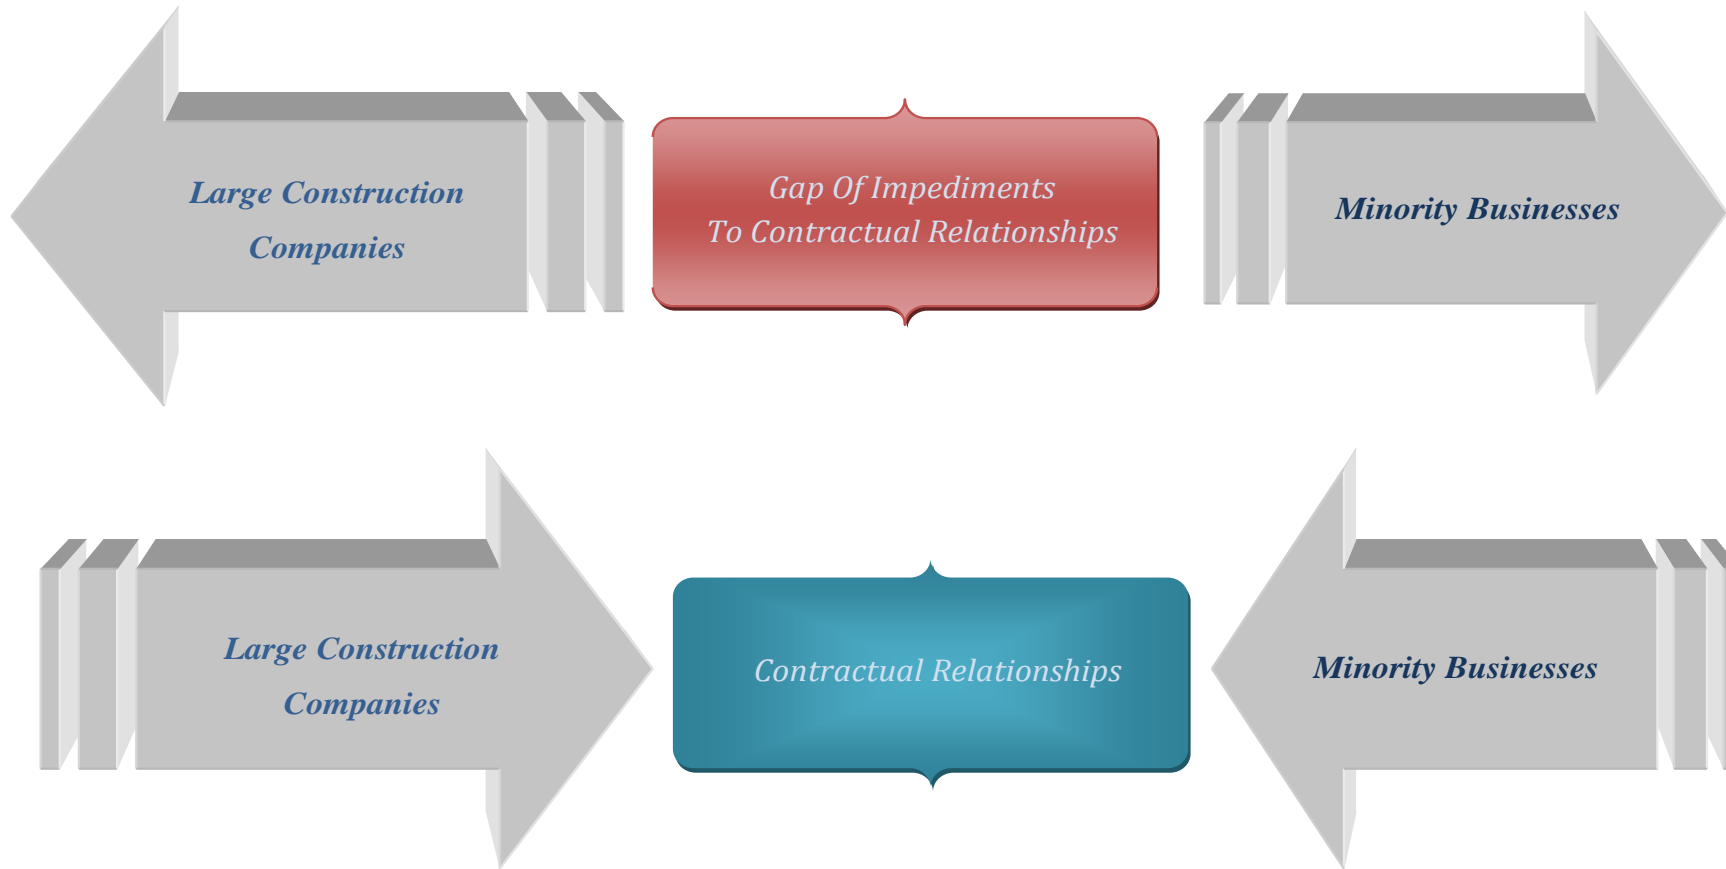 Large Construction
Companies
Gap Of Impediments
To Contractual Relationships
Minority Businesses
Large Construction
Companies
Contractual Relationships
Minority Businesses